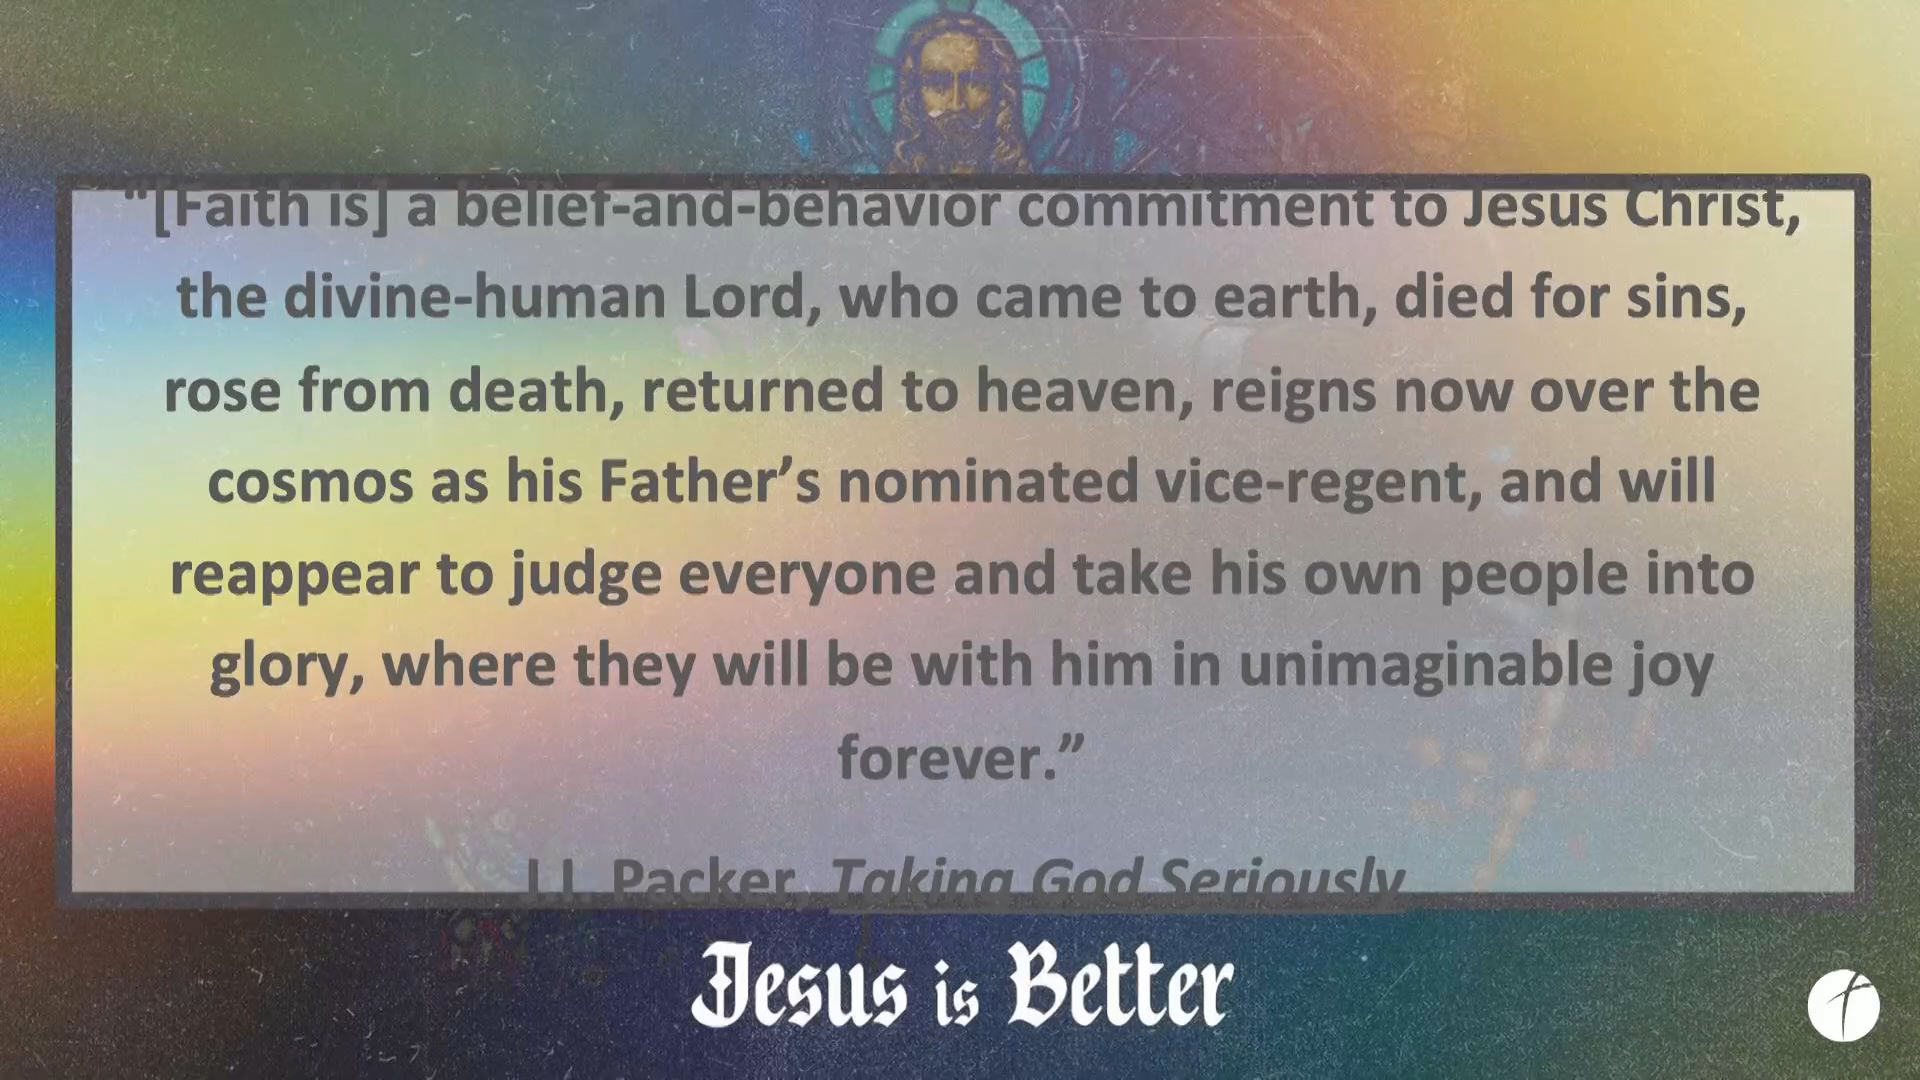 “[Faith is] a belief-and-behavior commitment to Jesus Christ,
the divine-human Lord, who came to earth, died for sins,
rose from death, returned to heaven, reigns now over the
cosmos as his Father’s nominated vice-regent, and will
reappear to judge everyone and take his own people into
glory, where they will be with him in unimaginable joy
forever.”
J.I. Packer, Taking God Seriously
Jesus is Better